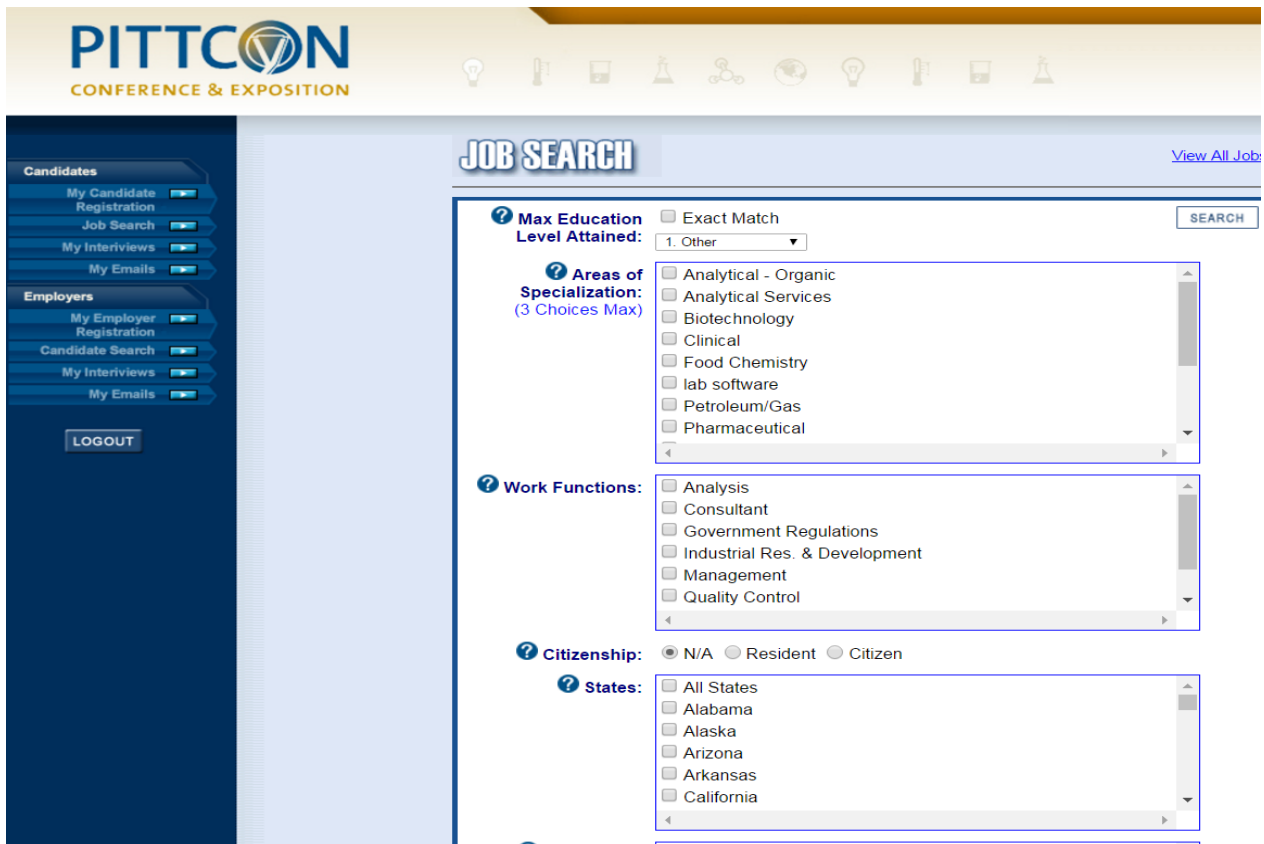 PITTCON
CONFERENCE & EXPOSITION
Candidates
My Candidate
Registration
Job Search
My Interiviews
My Emails
Employers
My Employer
Registration
Candidate Search
My Interiviews
My Emails
LOGOUT
JOB SEARCH
View All Jobs
? Max Education
Level Attained:
Exact Match
1. Other
SEARCH
? Areas of
Specialization:
(3 Choices Max)
Analytical - Organic
Analytical Services
Biotechnology
Clinical
Food Chemistry
lab software
Petroleum/Gas
Pharmaceutical
? Work Functions:
Analysis
Consultant
Government Regulations
Industrial Res. & Development
Management
Quality Control
? Citizenship:
N/A Resident Citizen
? States:
All States
Alabama
Alaska
Arizona
Arkansas
California